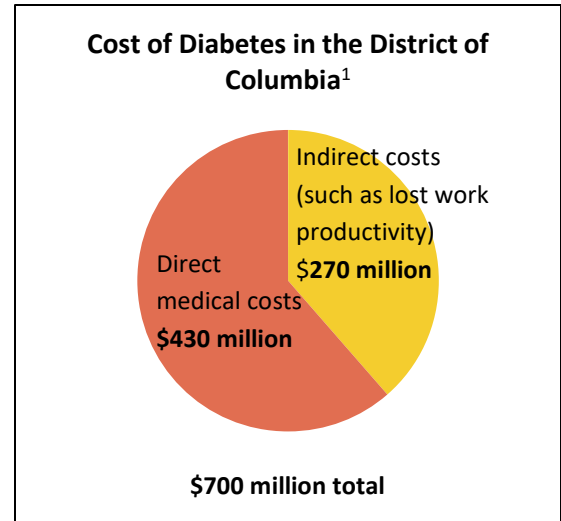 Cost of Diabetes in the District of
Columbia¹
Indirect costs
(such as lost work
productivity)
$270 million
Direct
medical costs
$430 million
$700 million total